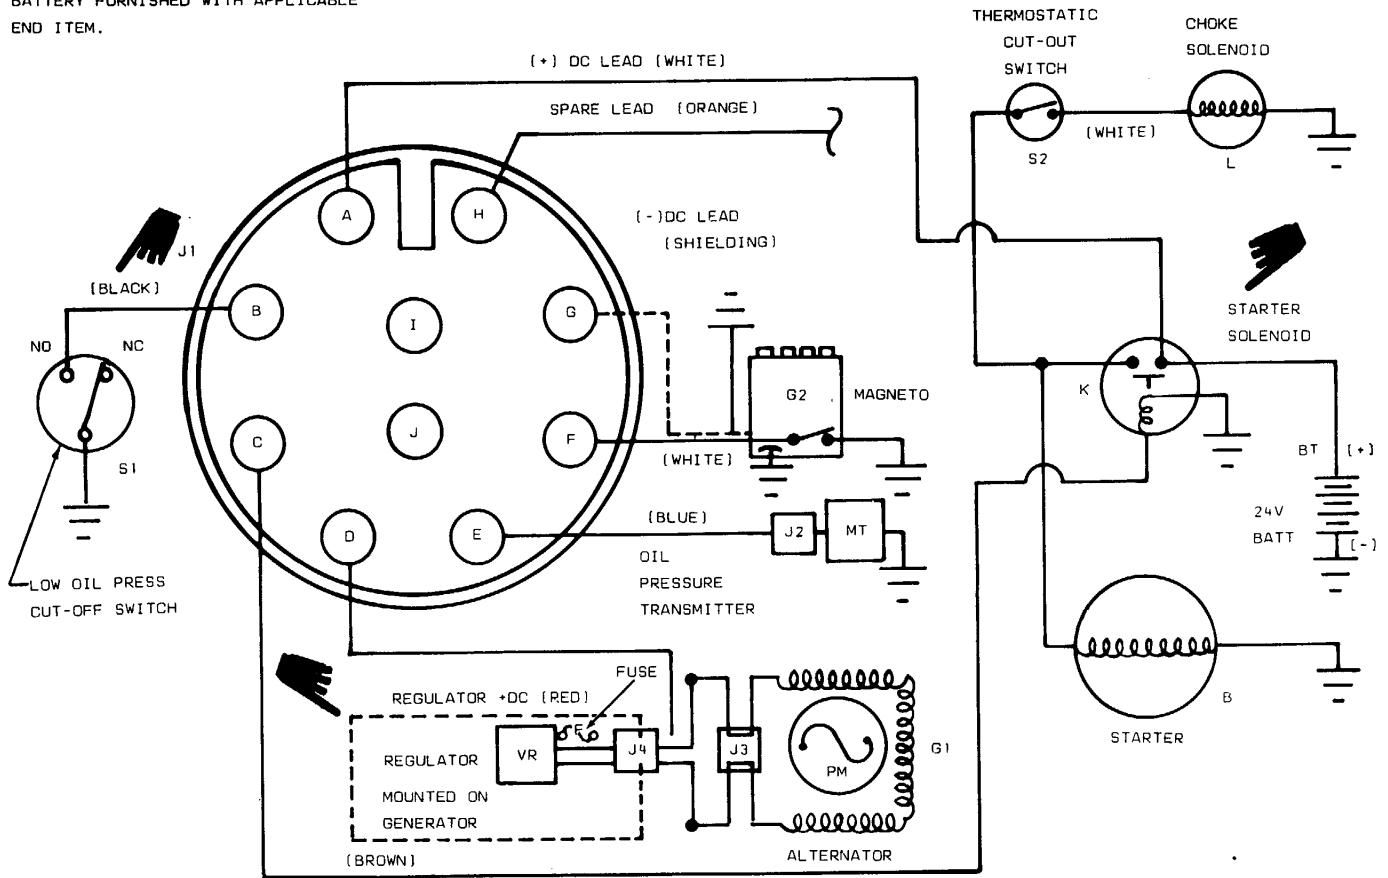 BATTERY FURNISHED WITH APPLICABLE
END ITEM.
THERMOSTATIC
CUT-OUT
SWITCH
CHOKE
SOLENOID
(+) DC LEAD (WHITE)
SPARE LEAD (ORANGE)
(WHITE)
S2
L
A
H
(-)DC LEAD
(SHIELDING)
J1
(BLACK)
B
I
G
STARTER
SOLENOID
NO
NC
G2
MAGNETO
K
C
J
F
S1
(WHITE)
BT
(+)
24V
BATT
(-)
D
E
(BLUE)
J2
MT
OIL
PRESSURE
TRANSMITTER
LOW OIL PRESS
CUT-OFF SWITCH
FUSE
REGULATOR +DC (RED)
F
VR
J4
J3
G1
PM
REGULATOR
MOUNTED ON
GENERATOR
B
STARTER
(BROWN)
ALTERNATOR